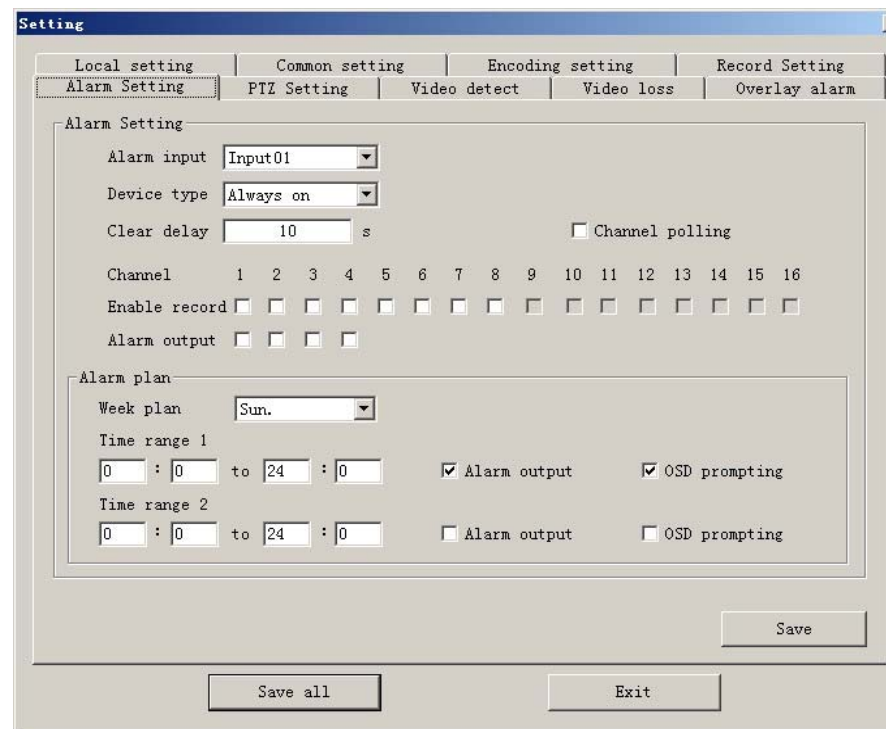 Setting
Local setting Common setting Encoding setting Record Setting
Alarm Setting PTZ Setting Video detect Video loss Overlay alarm
Alarm Setting
Alarm input Input01
Device type Always on
Clear delay 10 s Channel polling
Channel 1 2 3 4 5 6 7 8 9 10 11 12 13 14 15 16
Enable record
Alarm output
Alarm plan
Week plan Sun.
Time range 1
0 : 0 to 24 : 0 Alarm output OSD prompting
Time range 2
0 : 0 to 24 : 0 Alarm output OSD prompting
Save
Save all Exit